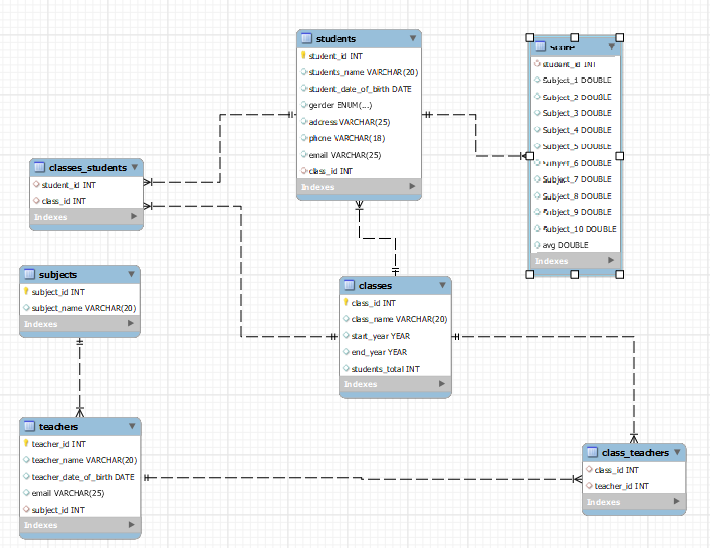 students
student_id INT
students_name VARCHAR(20)
student_date_of_birth DATE
gender ENUM(...)
address VARCHAR(25)
phone VARCHAR(18)
email VARCHAR(25)
class_id INT
Indexes
score
student_id INT
Subject_1 DOUBLE
Subject_2 DOUBLE
Subject_3 DOUBLE
Subject_4 DOUBLE
Subject_5 DOUBLE
Subject_6 DOUBLE
Subject_7 DOUBLE
Subject_8 DOUBLE
Subject_9 DOUBLE
Subject_10 DOUBLE
avg DOUBLE
Indexes
classes_students
student_id INT
class_id INT
Indexes
subjects
subject_id INT
subject_name VARCHAR(20)
Indexes
classes
class_id INT
class_name VARCHAR(20)
start_year YEAR
end_year YEAR
students_total INT
Indexes
teachers
teacher_id INT
teacher_name VARCHAR(20)
teacher_date_of_birth DATE
email VARCHAR(25)
subject_id INT
Indexes
class_teachers
class_id INT
teacher_id INT
Indexes